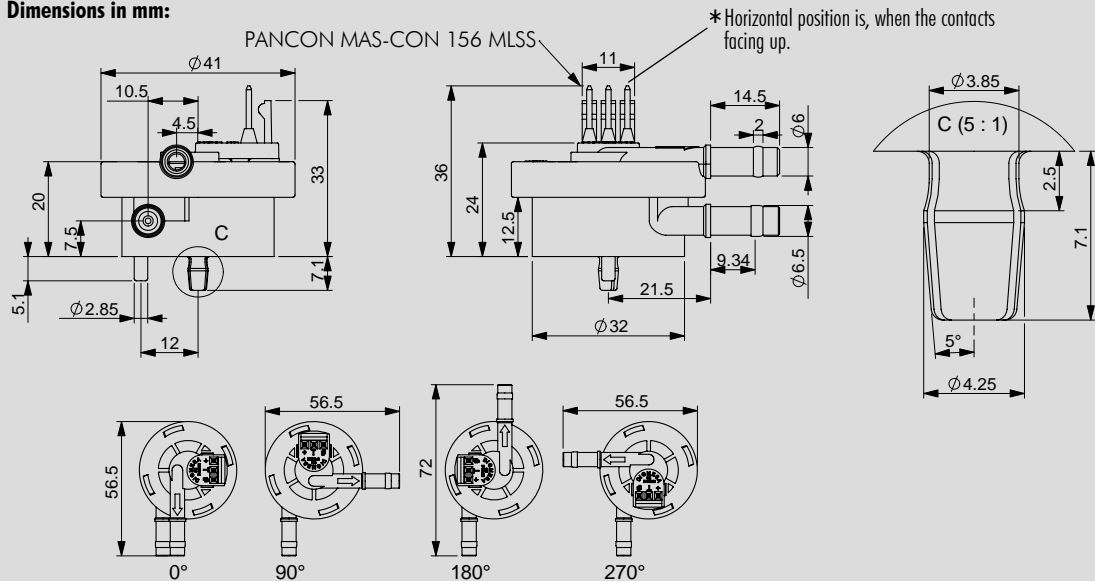 Dimensions in mm:
PANCON MAS-CON 156 MLSS
*Horizontal position is, when the contacts
facing up.
Ø41
10.5
4.5
33
20
7.5
C
5.1
7.1
Ø2.85
12
11
14.5
2
Ø6
36
24
12.5
9.34
Ø6.5
21.5
Ø32
Ø3.85
C (5 : 1)
2.5
7.1
5°
Ø4.25
56.5
0°
56.5
90°
72
180°
56.5
270°